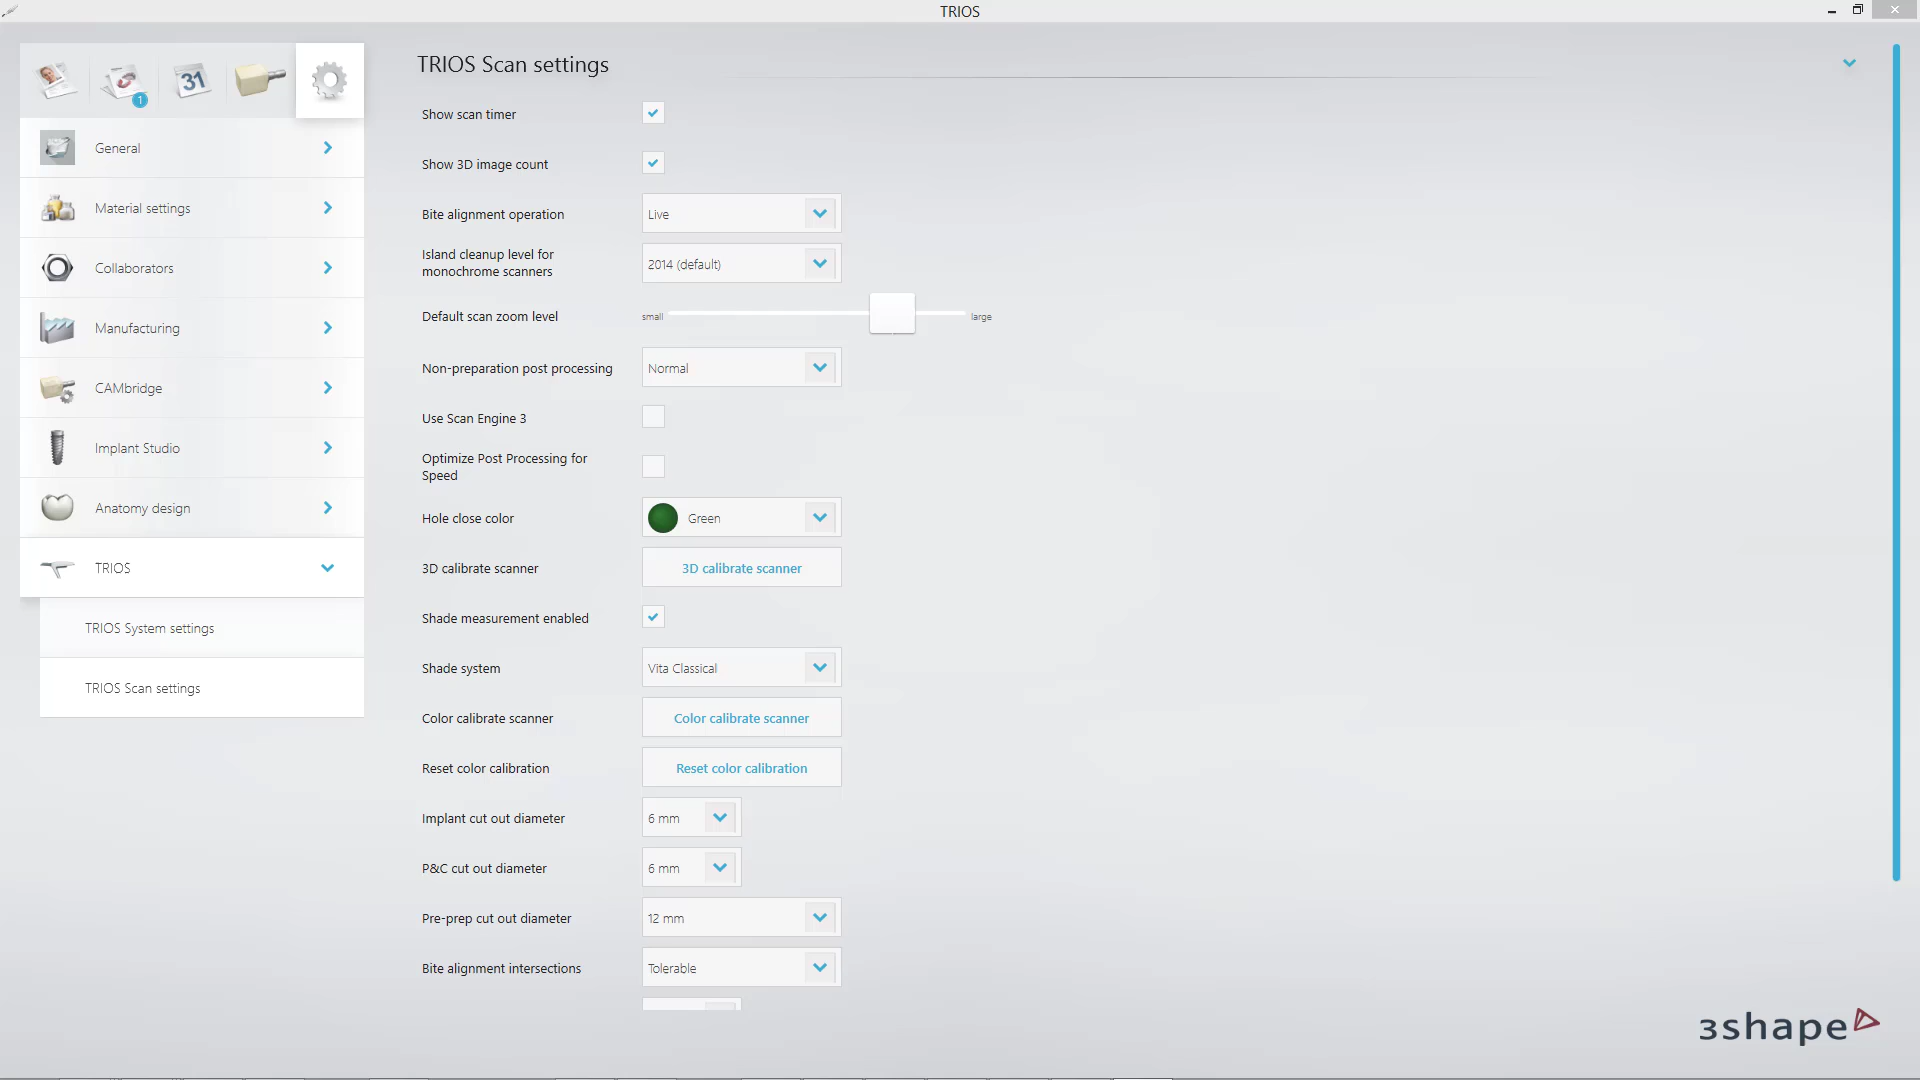 TRIOS
31
1
General
Material settings
Collaborators
Manufacturing
CAMbridge
Implant Studio
Anatomy design
TRIOS
TRIOS System settings
TRIOS Scan settings
TRIOS Scan settings
Show scan timer
Show 3D image count
Bite alignment operation
Live
Island cleanup level for
monochrome scanners
2014 (default)
Default scan zoom level
small
large
Non-preparation post processing
Normal
Use Scan Engine 3
Optimize Post Processing for
Speed
Hole close color
Green
3D calibrate scanner
3D calibrate scanner
Shade measurement enabled
Shade system
Vita Classical
Color calibrate scanner
Color calibrate scanner
Reset color calibration
Reset color calibration
Implant cut out diameter
6 mm
P&C cut out diameter
6 mm
Pre-prep cut out diameter
12 mm
Bite alignment intersections
Tolerable
3shape